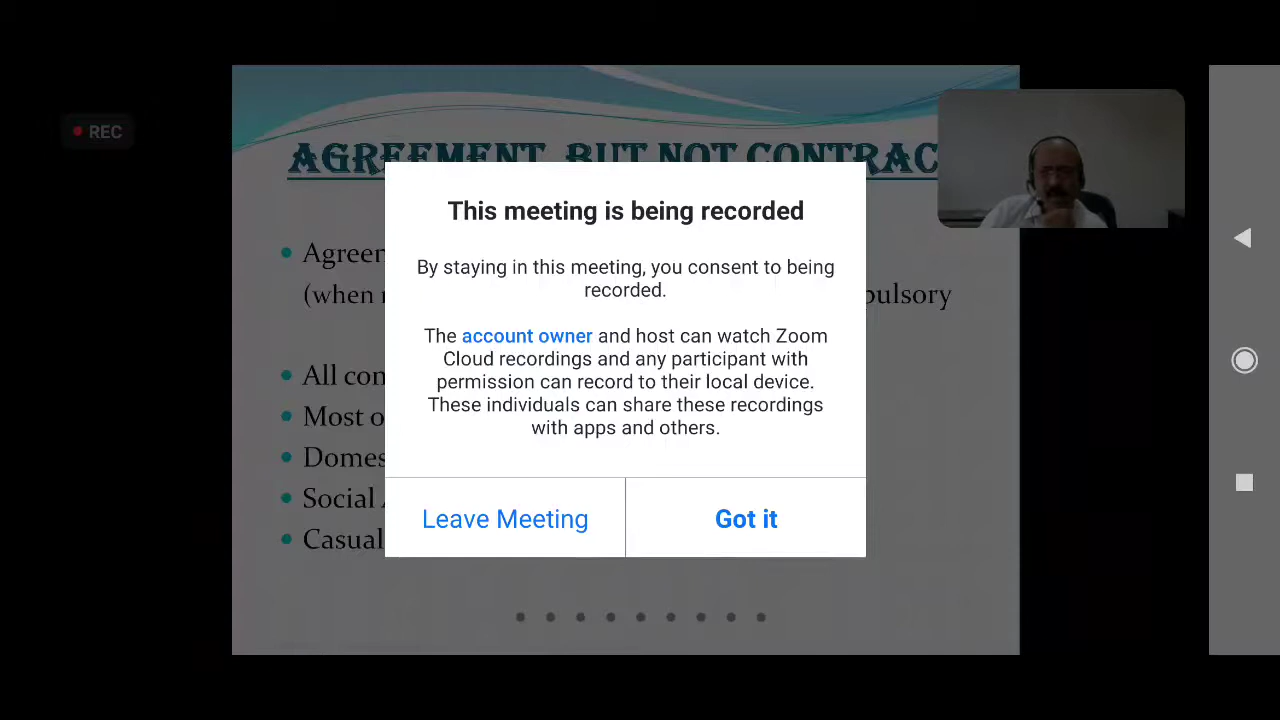 REC
AGREEMENT, BUT NOT CONTRAC
This meeting is being recorded
By staying in this meeting, you consent to being
recorded.
The account owner and host can watch Zoom
Cloud recordings and any participant with
permission can record to their local device.
These individuals can share these recordings
with apps and others.
Leave Meeting
Got it
Agreem
(when
pulsory
All con
Most o
Domes
Social
Casual